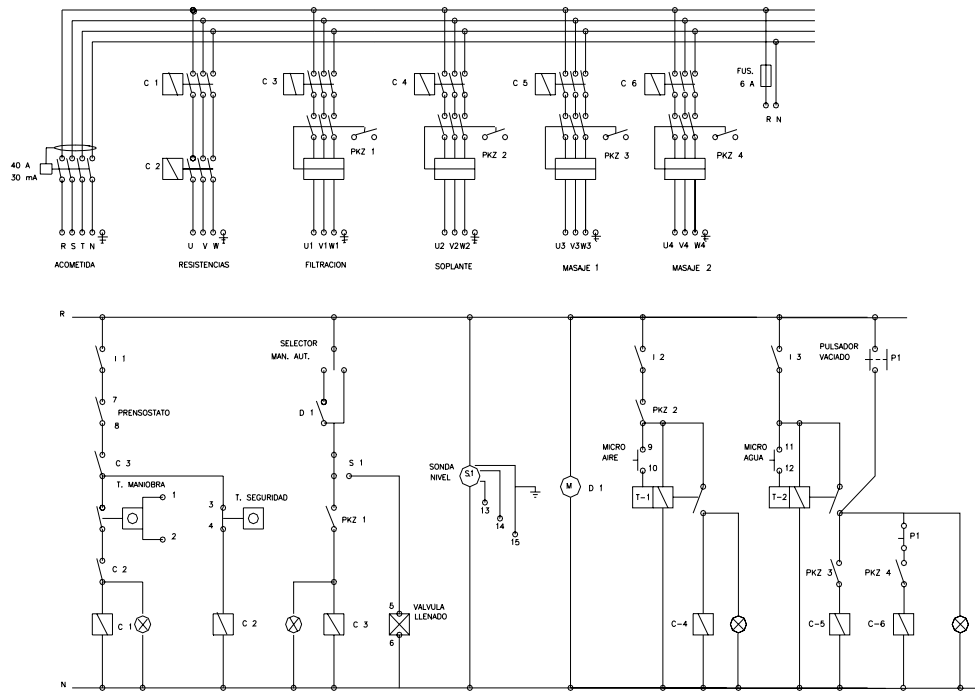 C 1
C 3
C 4
C 5
C 6
FUS.
6 A
R N
40 A
30 mA
C 2
PKZ 1
PKZ 2
PKZ 3
PKZ 4
R S T N
U V W
U1 V1 W1
U2 V2 W2
U3 V3 W3
U4 V4 W4
ACOMETIDA
RESISTENCIAS
FILTRACION
SOPLANTE
MASAJE 1
MASAJE 2
R
I 1
7
PRENSOSTATO
8
C 3
T. MANIOBRA
1
2
3
T. SEGURIDAD
4
C 2
C 1
C 2
SELECTOR
MAN. AUT.
D 1
S 1
PKZ 1
C 3
5
VALVULA
LLENADO
6
SONDA
NIVEL
S1
13
14
15
M
D 1
I 2
PKZ 2
MICRO
AIRE
9
10
T-1
C-4
I 3
MICRO
AGUA
11
12
T-2
PULSADOR
VACIADO
P1
P1
PKZ 3
PKZ 4
C-5
C-6
N